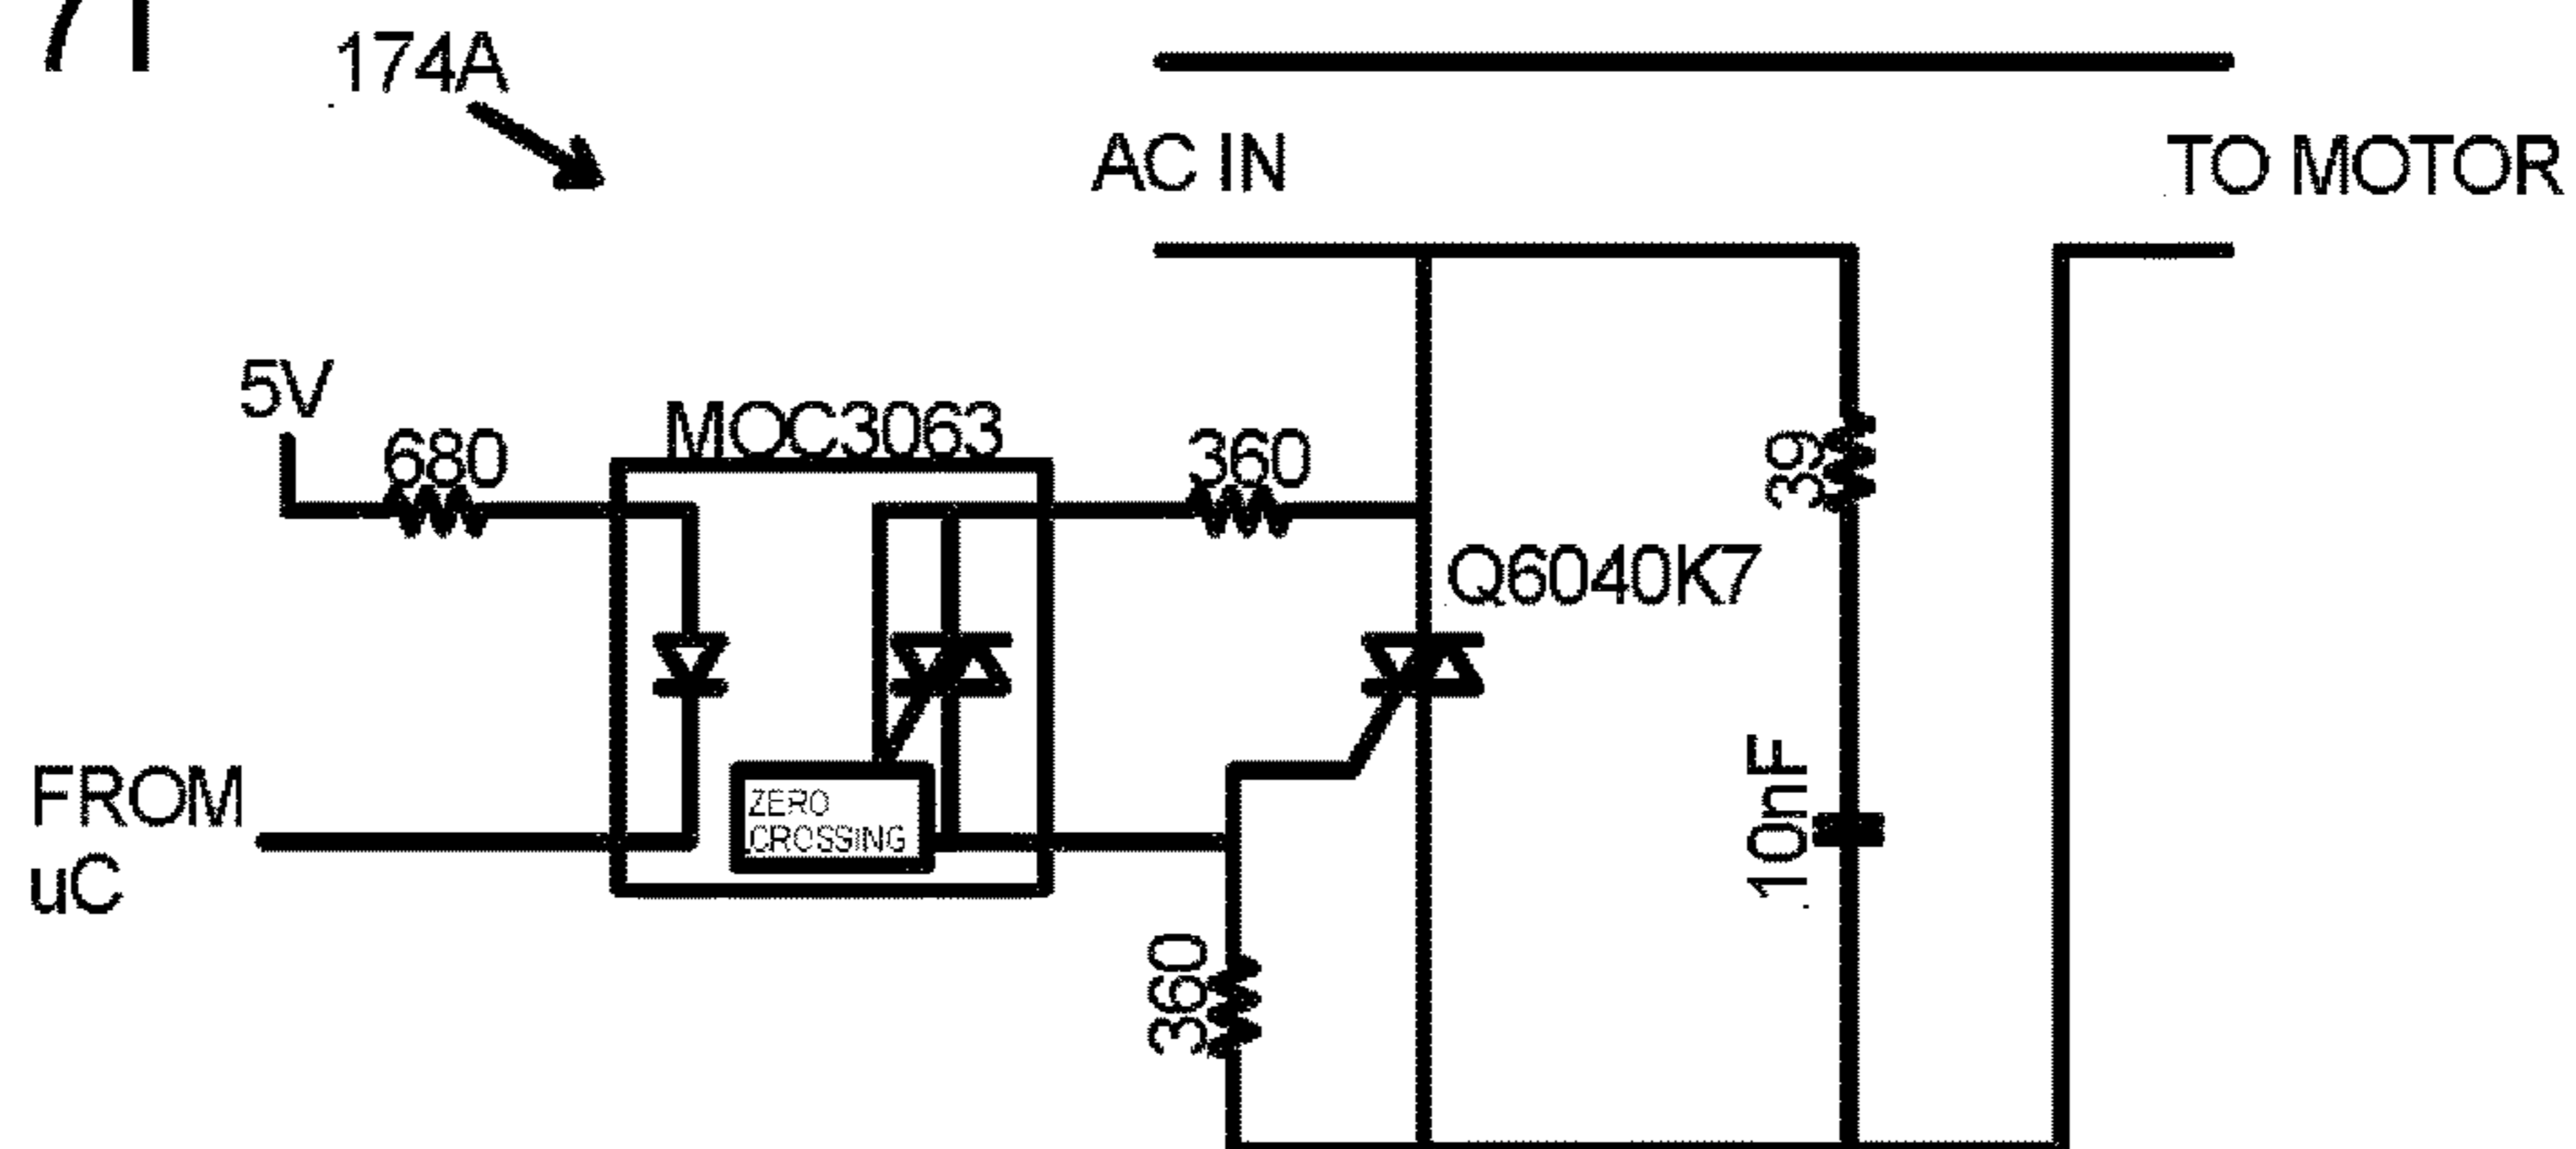 174A
AC IN
TO MOTOR
5V
680
MOC3063
360
39
Q6040K7
FROM
uC
ZERO
CROSSING
10nF
360